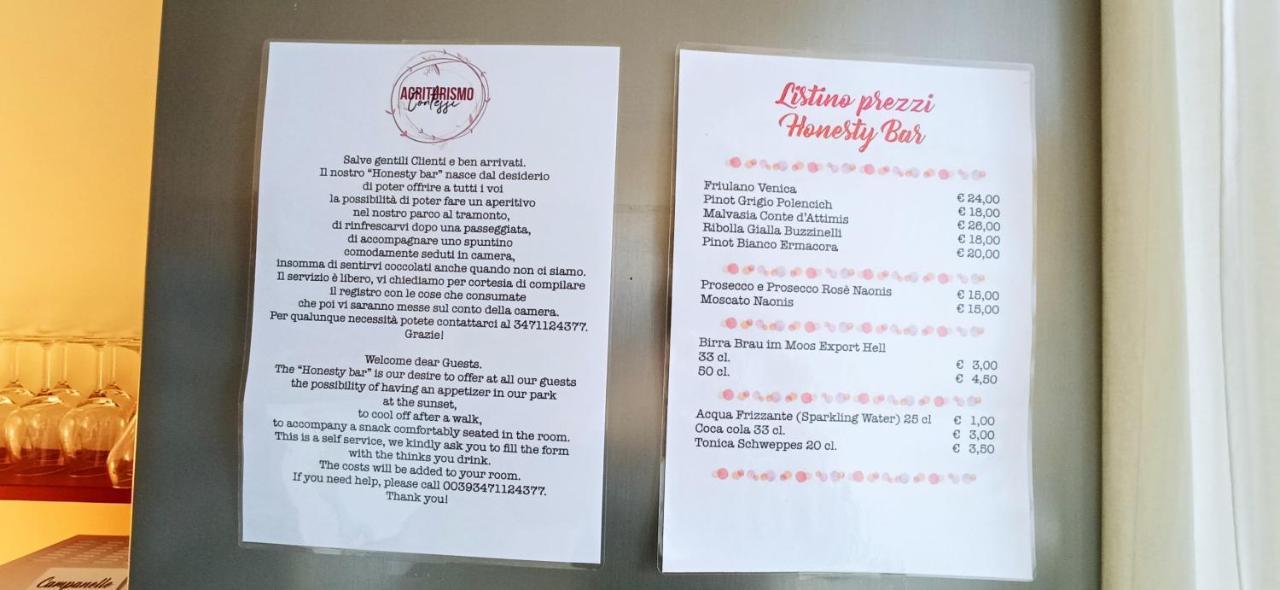 AGRITURISMO
Contessi
Salve gentili Clienti e ben arrivati.
Il nostro “Honesty bar” nasce dal desiderio
di poter offrire a tutti i voi
la possibilità di poter fare un aperitivo
nel nostro parco al tramonto,
di rinfrescarvi dopo una passeggiata,
di accompagnare uno spuntino
comodamente seduti in camera,
insomma di sentirvi coccolati anche quando non ci siamo.
Il servizio è libero, vi chiediamo per cortesia di compilare
il registro con le cose che consumate
che poi vi saranno messe sul conto della camera.
Per qualunque necessità potete contattarci al 3471124377.
Grazie!
Welcome dear Guests.
The “Honesty bar” is our desire to offer at all our guests
the possibility of having an appetizer in our park
at the sunset,
to cool off after a walk,
to accompany a snack comfortably seated in the room.
This is a self service, we kindly ask you to fill the form
with the thinks you drink.
The costs will be added to your room.
If you need help, please call 00393471124377.
Thank you!
Listino prezzi
Honesty Bar
Friulano Venica € 24,00
Pinot Grigio Polencich € 18,00
Malvasia Conte d'Attimis € 26,00
Ribolla Gialla Buzzinelli € 18,00
Pinot Bianco Ermacora € 20,00
Prosecco e Prosecco Rosè Naonis € 15,00
Moscato Naonis € 15,00
Birra Brau im Moos Export Hell
33 cl. € 3,00
50 cl. € 4,50
Acqua Frizzante (Sparkling Water) 25 cl € 1,00
Coca cola 33 cl. € 3,00
Tonica Schweppes 20 cl. € 3,50
Campanelle